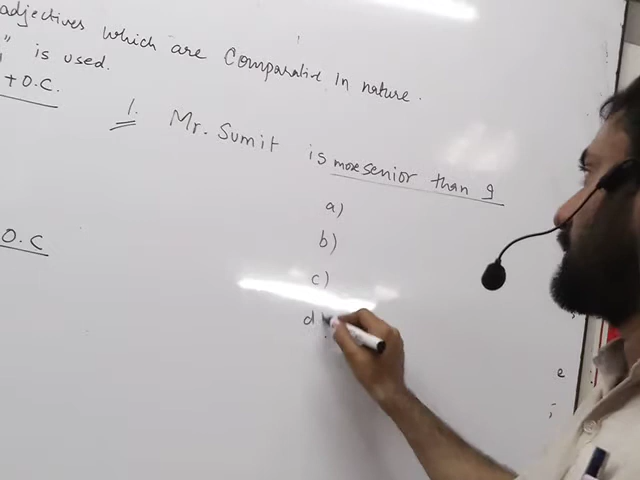 adjectives which are Comparative In nature.
" is used.
+ O.C.
1. Mr. Sumit is more senior than I
a)
b)
O.C
c)
d